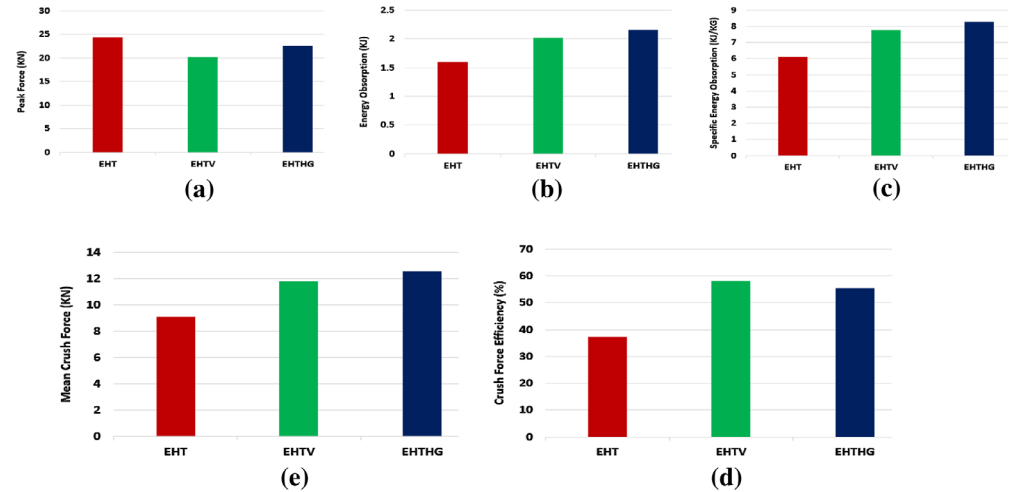 Peak Force (KN)
30
25
20
15
10
5
0
EHT EHTV EHTHG
(a)
Energy Obsorption (KJ)
2.5
2
1.5
1
0.5
0
EHT EHTV EHTHG
(b)
Specific Energy Obsorption (KJ/KG)
9
8
7
6
5
4
3
2
1
0
EHT EHTV EHTHG
(c)
Mean Crush Force (KN)
14
12
10
8
6
4
2
0
EHT EHTV EHTHG
(e)
Crush Force Efficiency (%)
70
60
50
40
30
20
10
0
EHT EHTV EHTHG
(d)